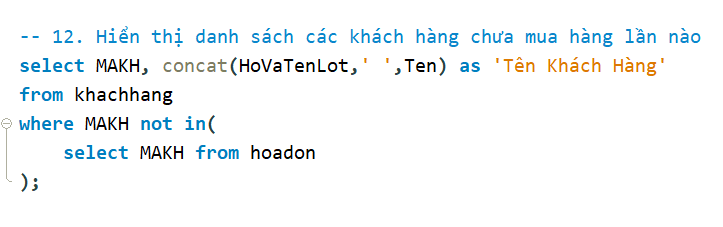 -- 12. Hiển thị danh sách các khách hàng chưa mua hàng lần nào
select MAKH, concat(HoVaTenLot,' ',Ten) as 'Tên Khách Hàng'
from khachhang
where MAKH not in(
    select MAKH from hoadon
);